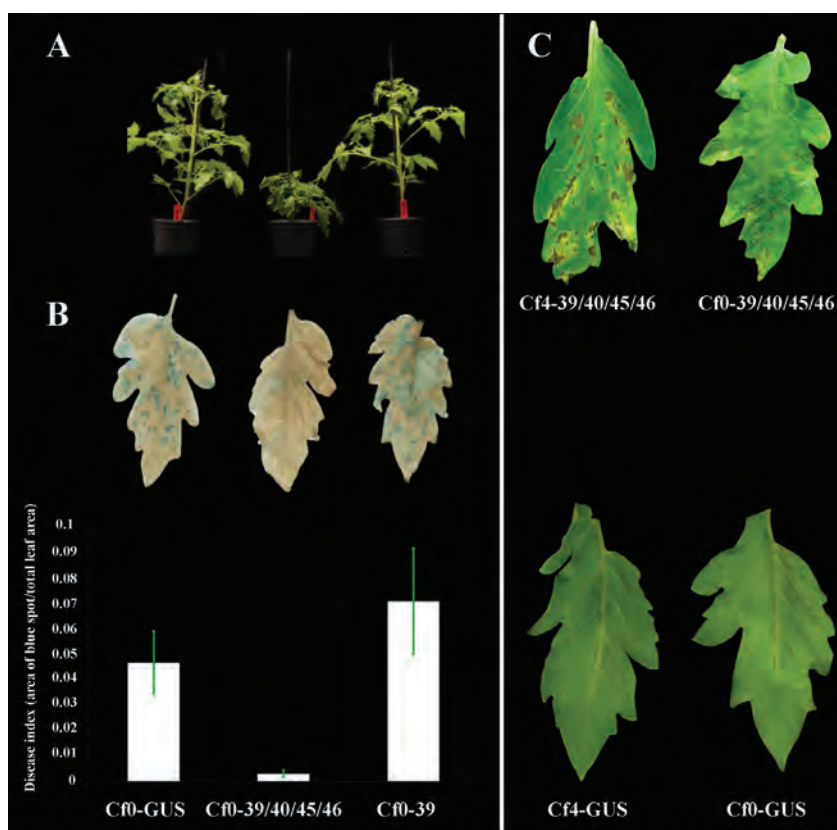 A
B
Disease index (area of blue spot/total leaf area)
0.1
0.09
0.08
0.07
0.06
0.05
0.04
0.03
0.02
0.01
0
Cf0-GUS Cf0-39/40/45/46 Cf0-39
C
Cf4-39/40/45/46 Cf0-39/40/45/46
Cf4-GUS Cf0-GUS